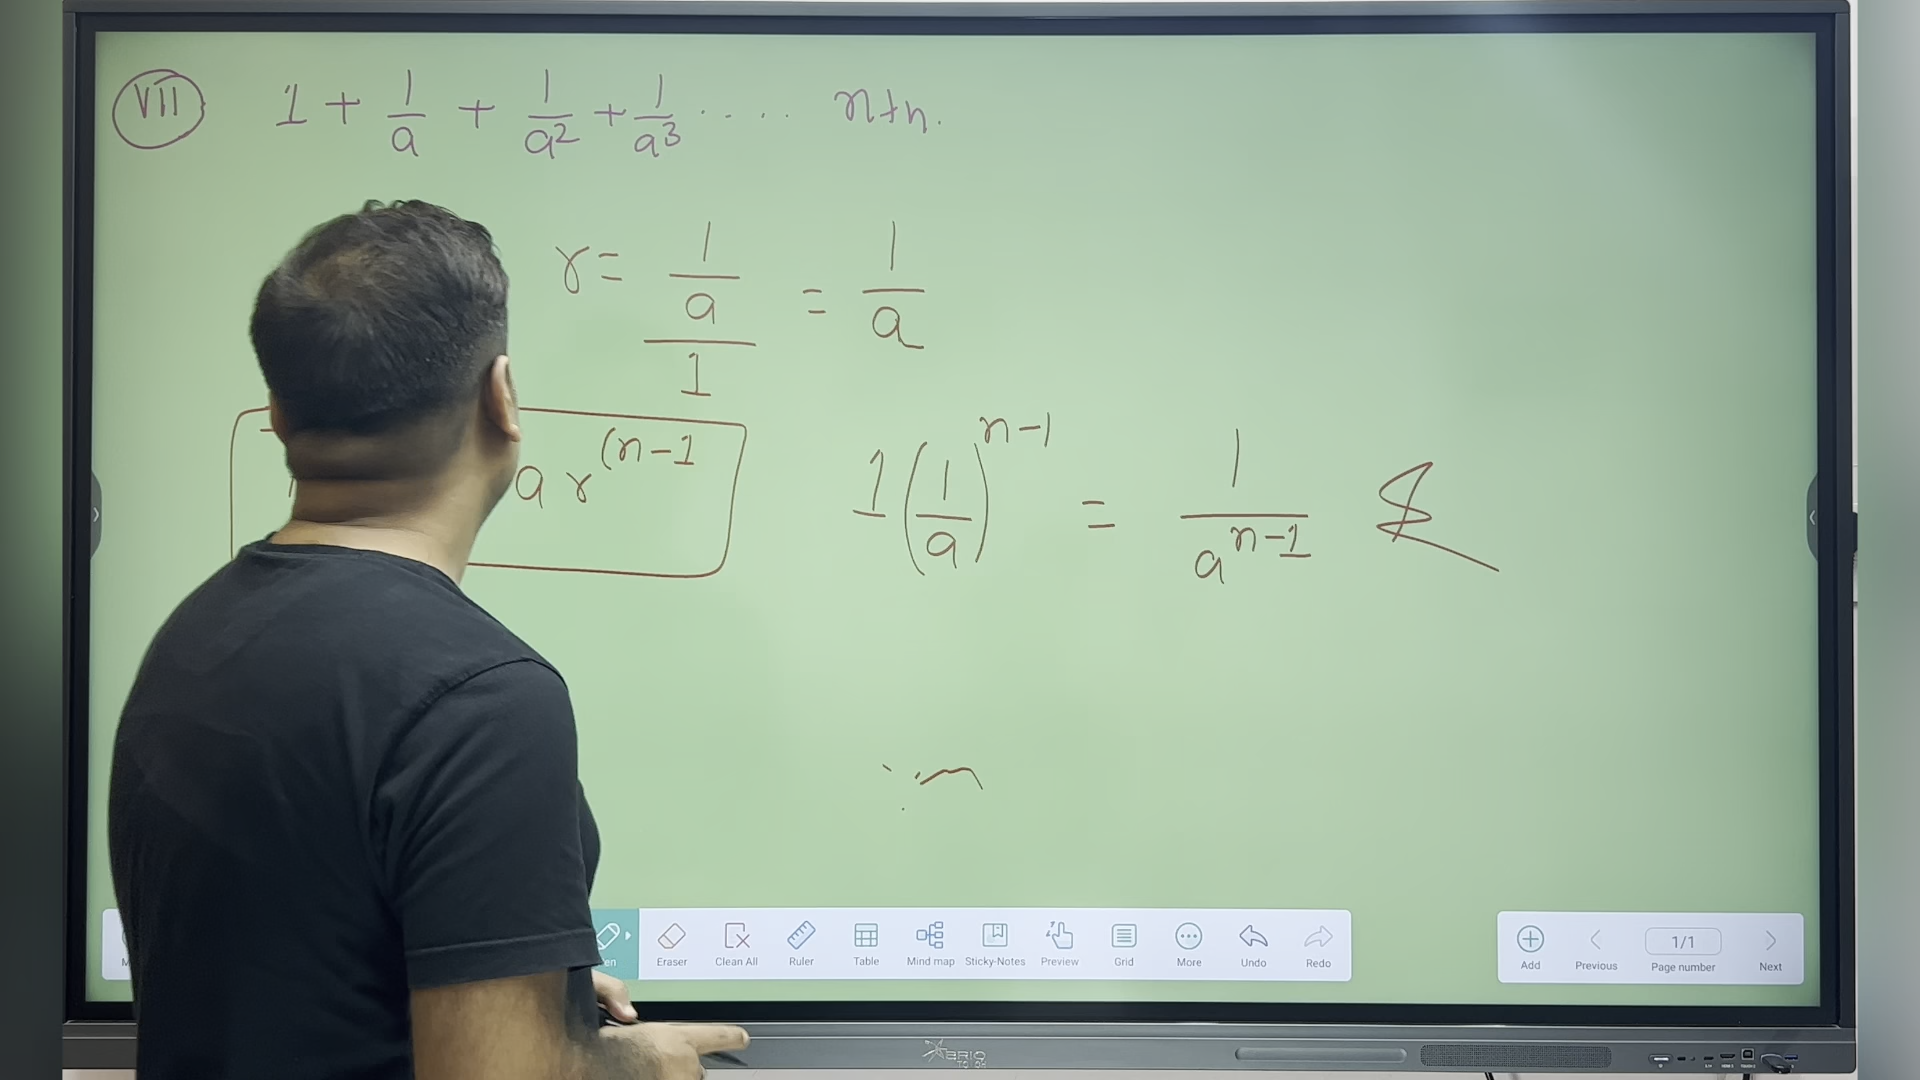 VII 1 + 1/a + 1/a² + 1/a³ ..... nth.
r = (1/a)/1 = 1/a
a r^(n-1
1(1/a)^n-1 = 1/a^n-1
Eraser Clean All Ruler Table Mind map Sticky-Notes Preview Grid More Undo Redo
Add Previous 1/1 Page number Next